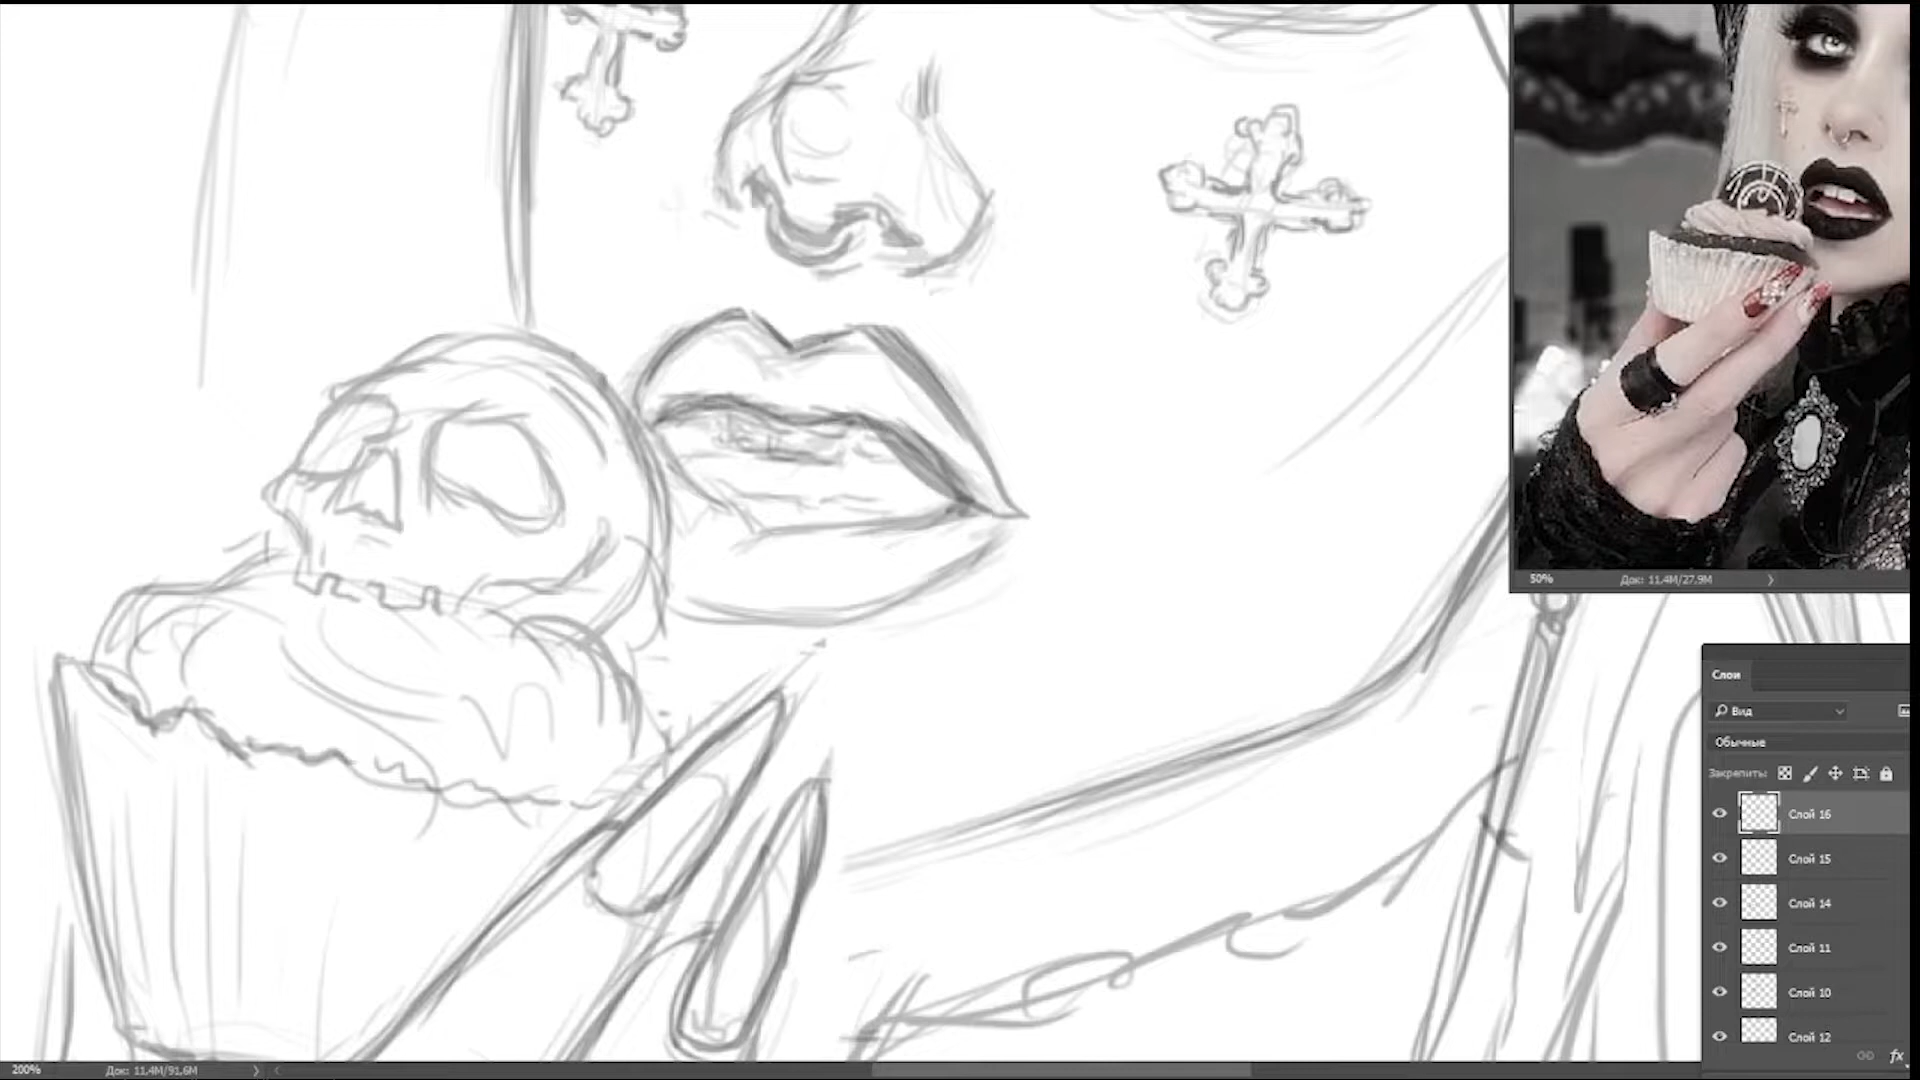 50%
Док: 11,4M/27,9M
Слои
Вид
Обычные
Закрепить:
Слой 16
Слой 15
Слой 14
Слой 11
Слой 10
Слой 12
fx
200%
Док: 11,4M/91,6M